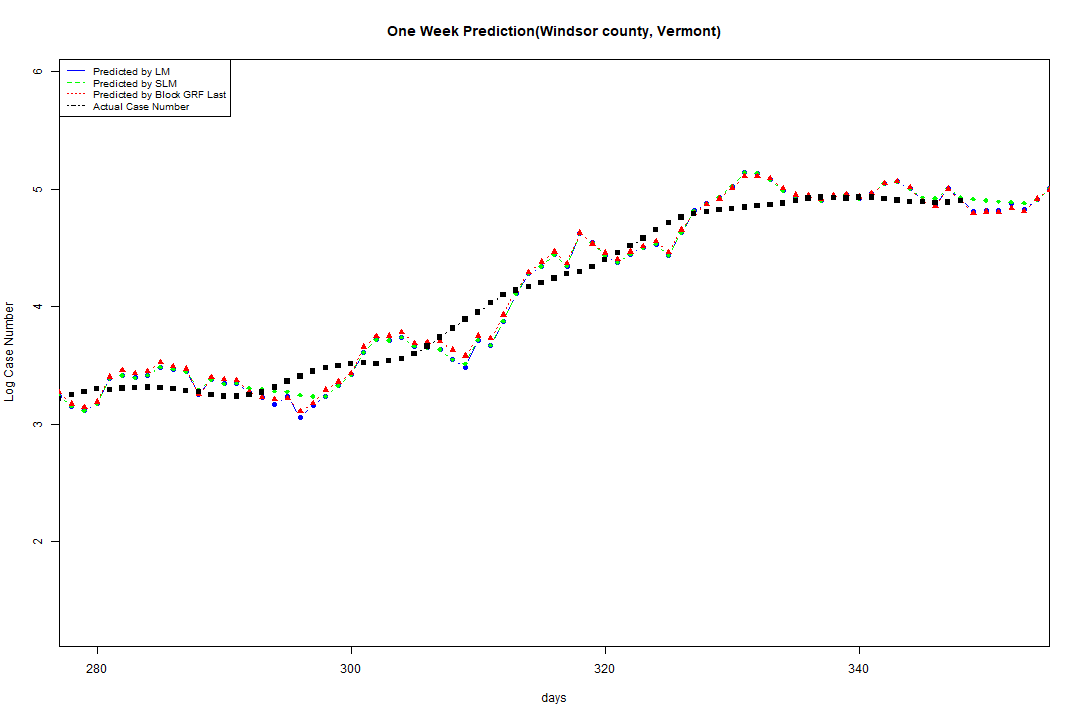 One Week Prediction(Windsor county, Vermont)
Predicted by LM
Predicted by SLM
Predicted by Block GRF Last
Actual Case Number
6
5
4
3
2
Log Case Number
280 300 320 340
days